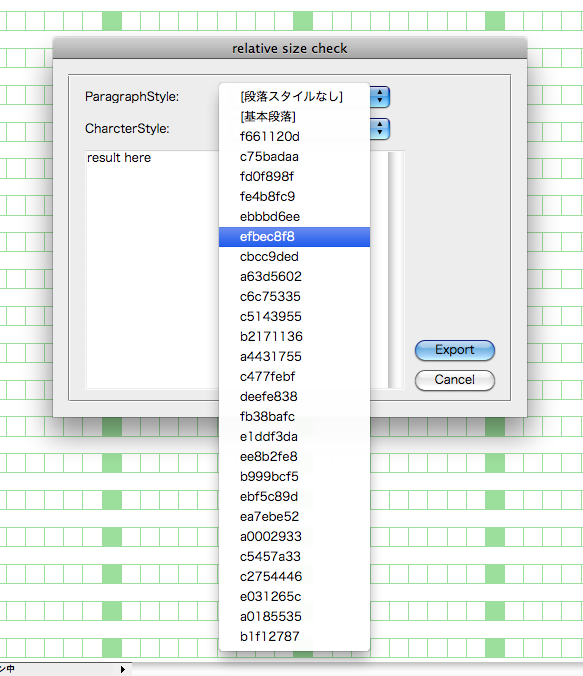 relative size check
ParagraphStyle:
CharcterStyle:
result here
[段落スタイルなし]
[基本段落]
f661120d
c75badaa
fd0f898f
fe4b8fc9
ebbbd6ee
efbec8f8
cbcc9ded
a63d5602
c6c75335
c5143955
b2171136
a4431755
c477febf
deefe838
fb38bafc
e1ddf3da
ee8b2fe8
b999bcf5
ebf5c89d
ea7ebe52
a0002933
c5457a33
c2754446
e031265c
a0185535
b1f12787
Export
Cancel
ン中